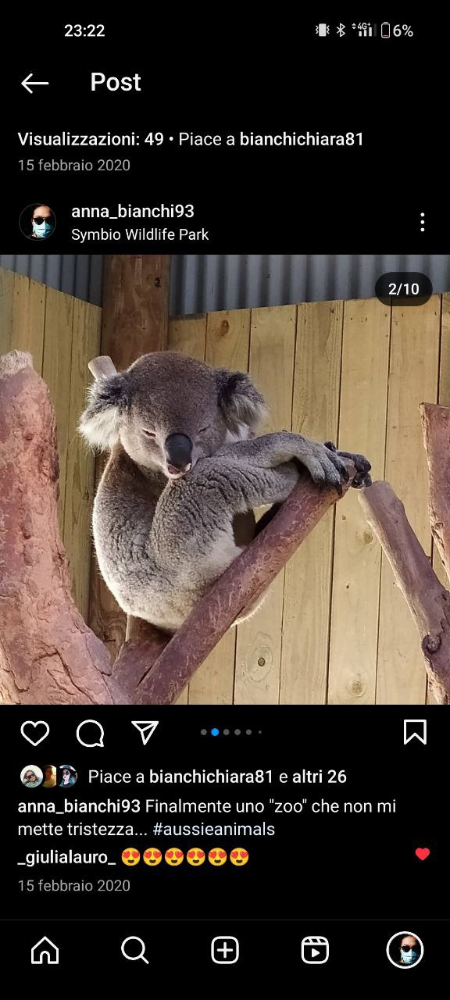 23:22 4G+ 6%
Post
Visualizzazioni: 49 • Piace a bianchichiara81
15 febbraio 2020
anna_bianchi93
Symbio Wildlife Park
2/10
Piace a bianchichiara81 e altri 26
anna_bianchi93 Finalmente uno "zoo" che non mi
mette tristezza... #aussieanimals
_giulialauro_ 😍😍😍😍😍😍
15 febbraio 2020